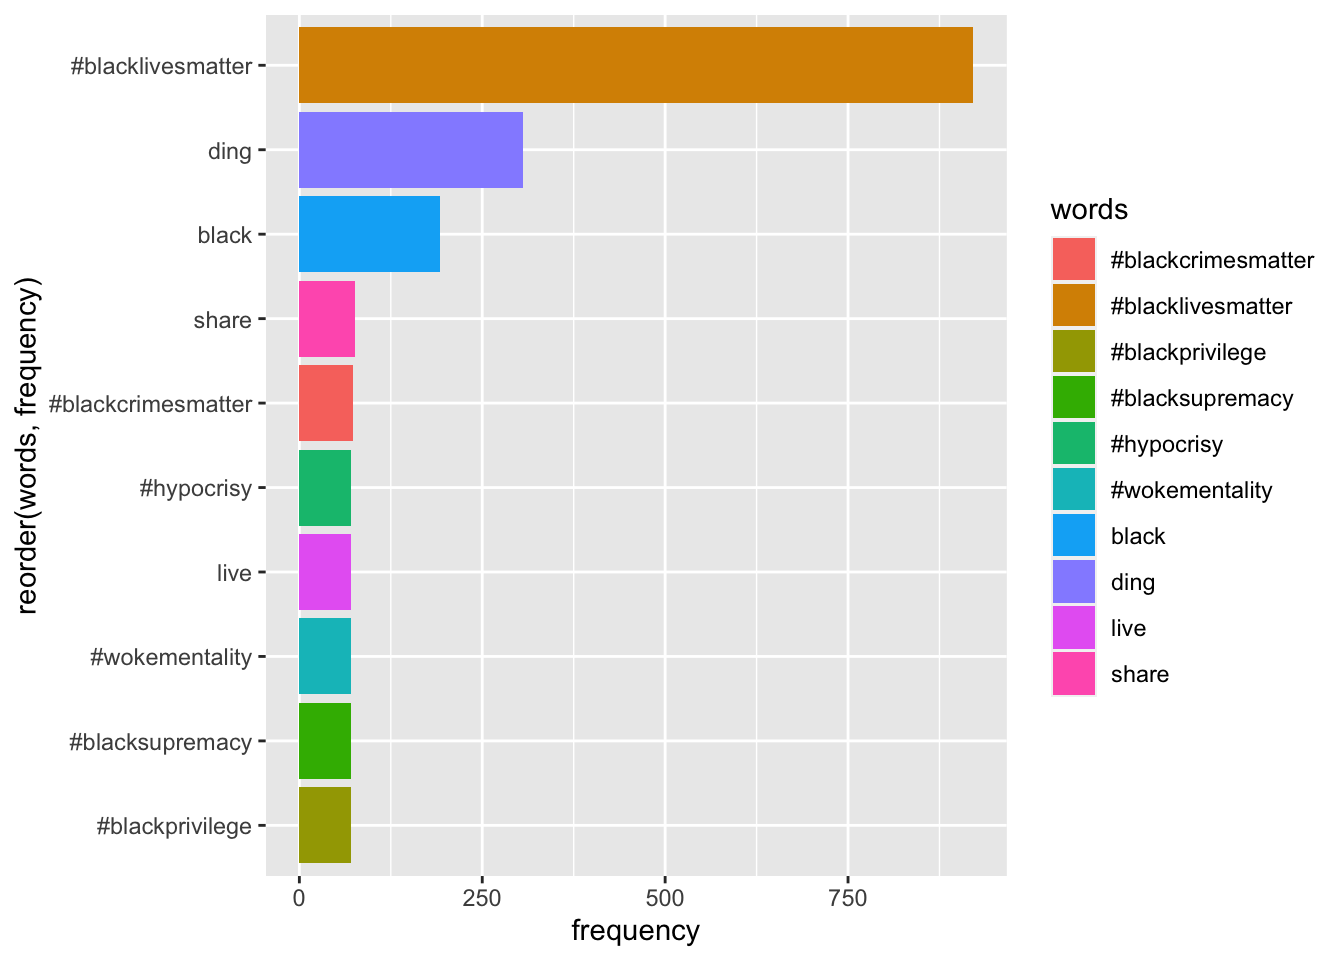 #blacklivesmatter
ding
black
share
#blackcrimesmatter
#hypocrisy
live
#wokementality
#blacksupremacy
#blackprivilege
reorder(words, frequency)
0 250 500 750
frequency
words
#blackcrimesmatter
#blacklivesmatter
#blackprivilege
#blacksupremacy
#hypocrisy
#wokementality
black
ding
live
share